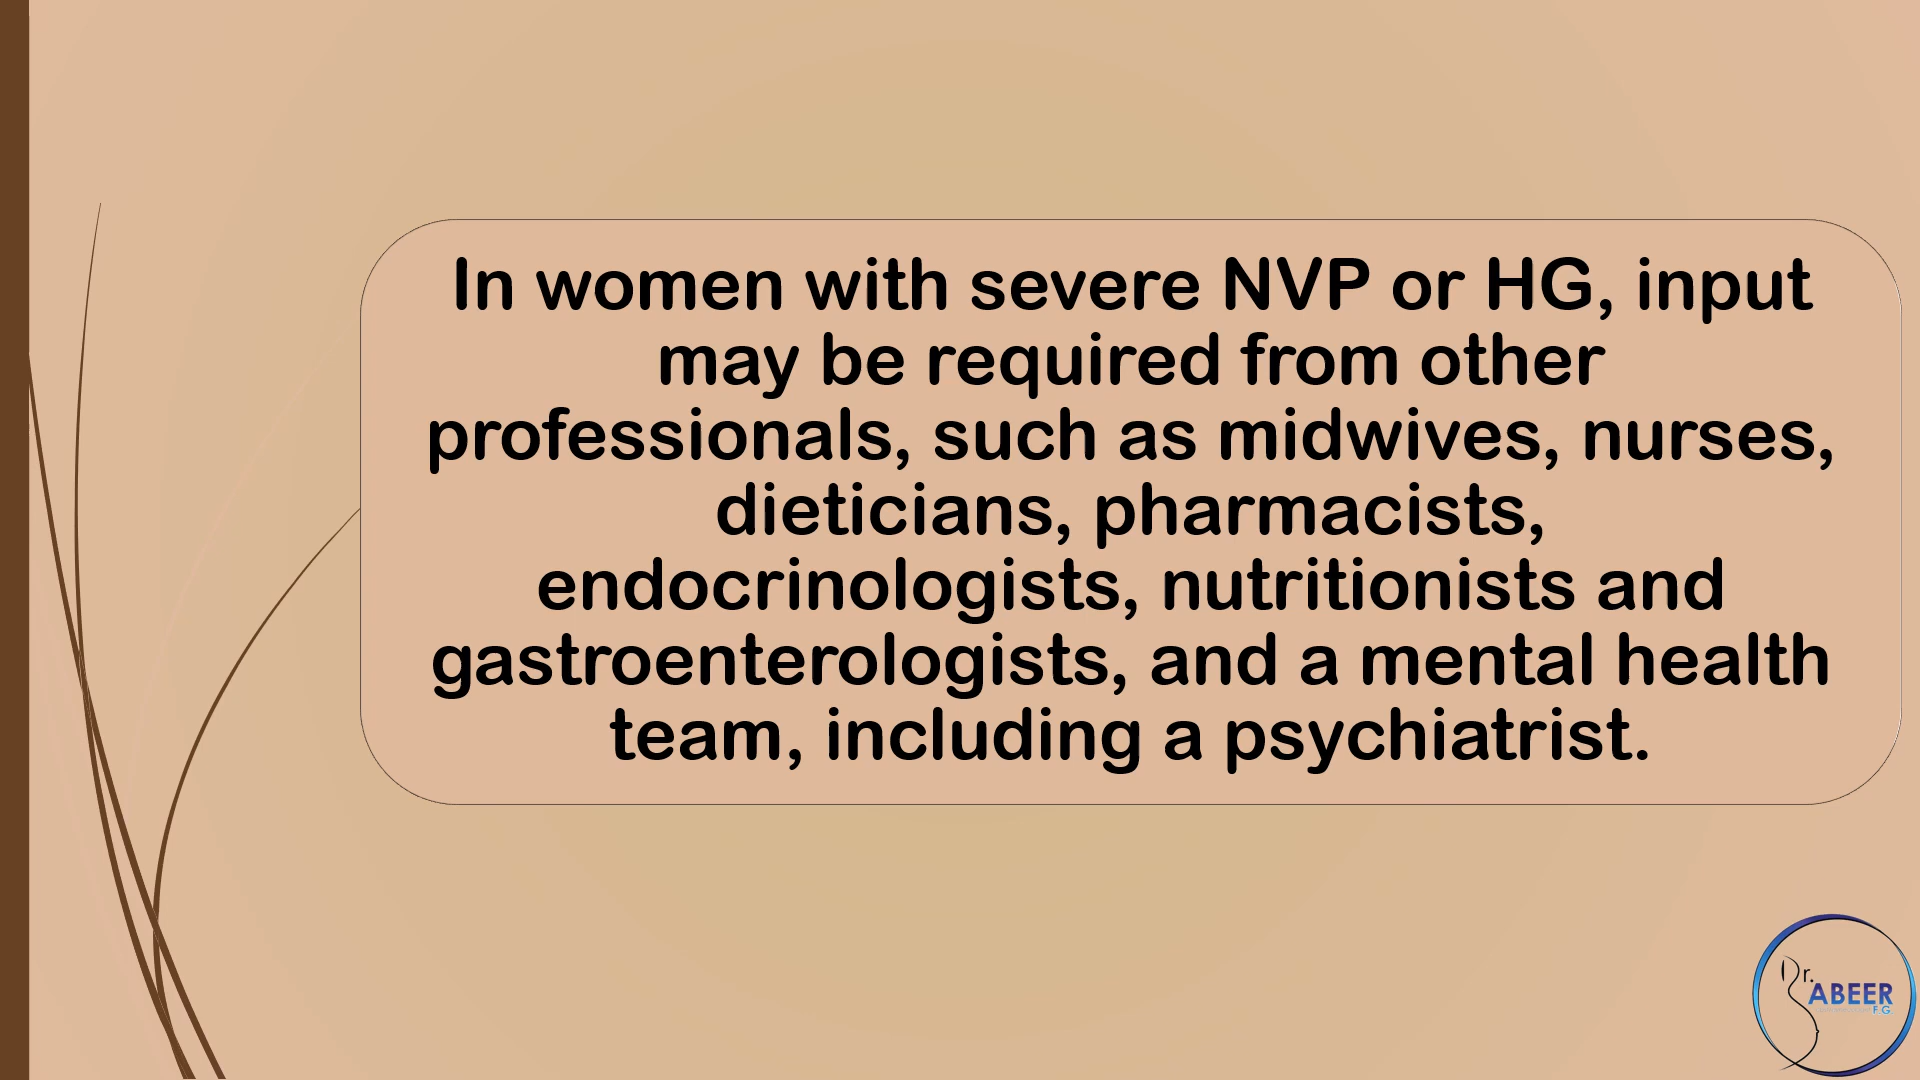 In women with severe NVP or HG, input
may be required from other
professionals, such as midwives, nurses,
dieticians, pharmacists,
endocrinologists, nutritionists and
gastroenterologists, and a mental health
team, including a psychiatrist.
Dr.
ABEER
F.G